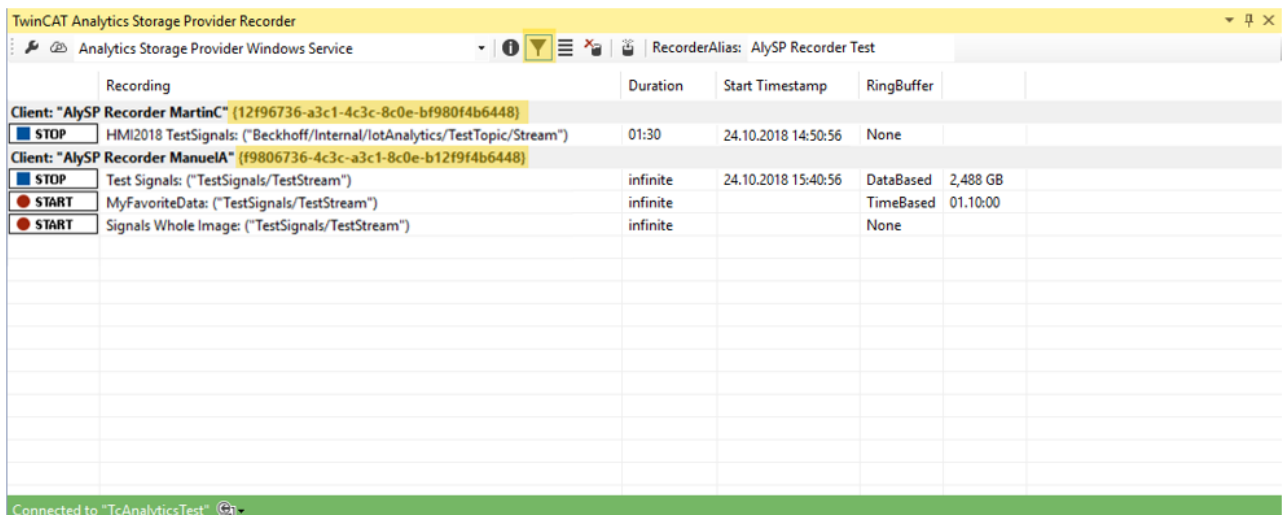 TwinCAT Analytics Storage Provider Recorder
Analytics Storage Provider Windows Service RecorderAlias: AlySP Recorder Test
Recording Duration Start Timestamp RingBuffer
Client: "AlySP Recorder MartinC" {12f96736-a3c1-4c3c-8c0e-bf980f4b6448}
STOP HMI2018 TestSignals: ("Beckhoff/Internal/IotAnalytics/TestTopic/Stream") 01:30 24.10.2018 14:50:56 None
Client: "AlySP Recorder ManuelA" {f9806736-4c3c-a3c1-8c0e-b12f9f4b6448}
STOP Test Signals: ("TestSignals/TestStream") infinite 24.10.2018 15:40:56 DataBased 2,488 GB
START MyFavoriteData: ("TestSignals/TestStream") infinite TimeBased 01.10:00
START Signals Whole Image: ("TestSignals/TestStream") infinite None
Connected to "TcAnalyticsTest"